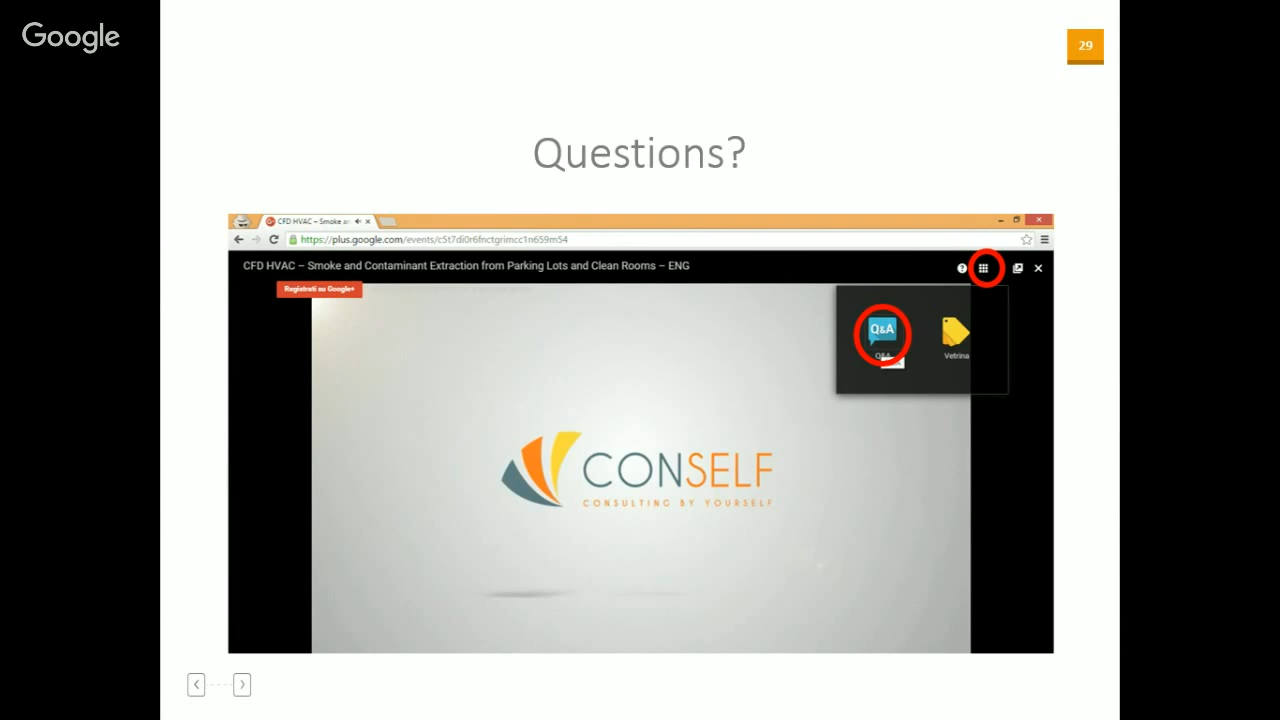 Google
29
Questions?
CFD HVAC – Smoke an
https://plus.google.com/events/c5t7di0r6fnctgrimcc1n659m54
CFD HVAC – Smoke and Contaminant Extraction from Parking Lots and Clean Rooms – ENG
Registrati su Google+
Q&A
Q&A
Vetrina
CONSELF
CONSULTING BY YOURSELF